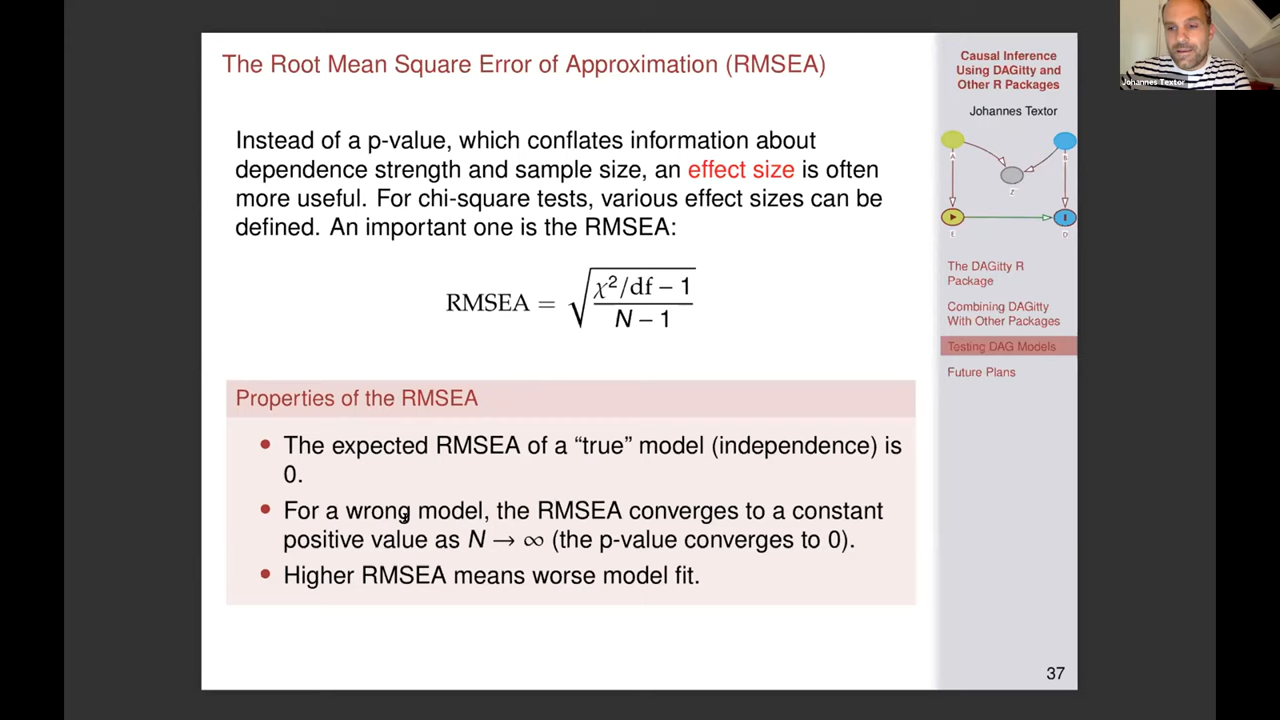 The Root Mean Square Error of Approximation (RMSEA)
Instead of a p-value, which conflates information about
dependence strength and sample size, an effect size is often
more useful. For chi-square tests, various effect sizes can be
defined. An important one is the RMSEA:
RMSEA = √((χ²/df − 1)/(N − 1))
Properties of the RMSEA
• The expected RMSEA of a “true” model (independence) is
0.
• For a wrong model, the RMSEA converges to a constant
positive value as N → ∞ (the p-value converges to 0).
• Higher RMSEA means worse model fit.
Causal Inference
Using DAGitty and
Other R Packages
Johannes Textor
A
B
Z
E
D
The DAGitty R
Package
Combining DAGitty
With Other Packages
Testing DAG Models
Future Plans
37
Johannes Textor